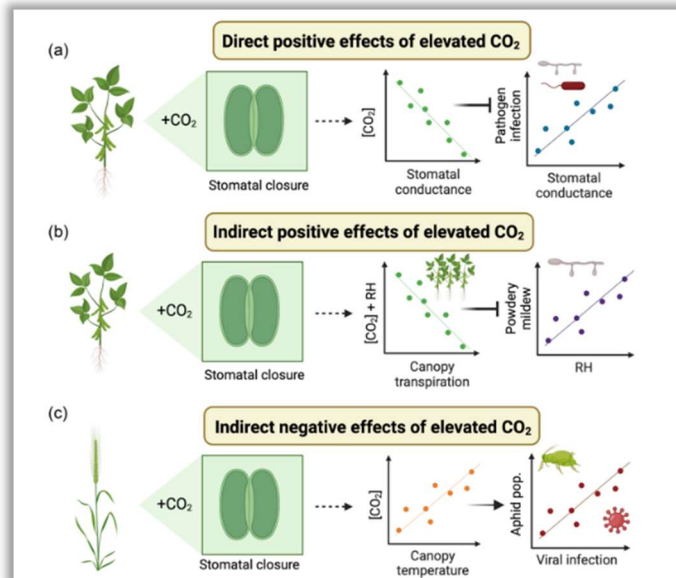 (a)
Direct positive effects of elevated CO₂
+CO₂
Stomatal closure
[CO₂]
Stomatal
conductance
Pathogen
infection
Stomatal
conductance
(b)
Indirect positive effects of elevated CO₂
+CO₂
Stomatal closure
[CO₂] + RH
Canopy
transpiration
Powdery
mildew
RH
(c)
Indirect negative effects of elevated CO₂
+CO₂
Stomatal closure
[CO₂]
Canopy
temperature
Aphid pop.
Viral infection